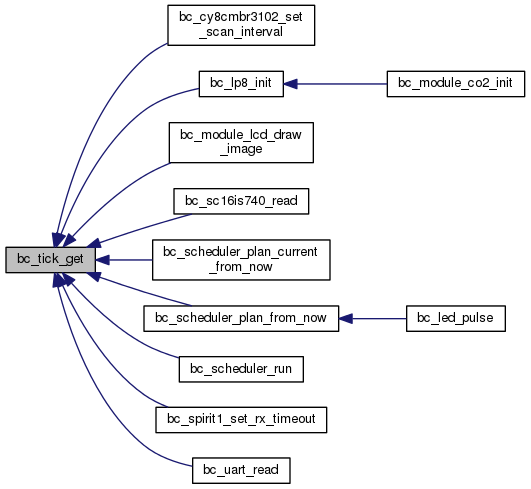 bc_cy8cmbr3102_set
_scan_interval
bc_lp8_init
bc_module_co2_init
bc_module_lcd_draw
_image
bc_sc16is740_read
bc_tick_get
bc_scheduler_plan_current
_from_now
bc_scheduler_plan_from_now
bc_led_pulse
bc_scheduler_run
bc_spirit1_set_rx_timeout
bc_uart_read